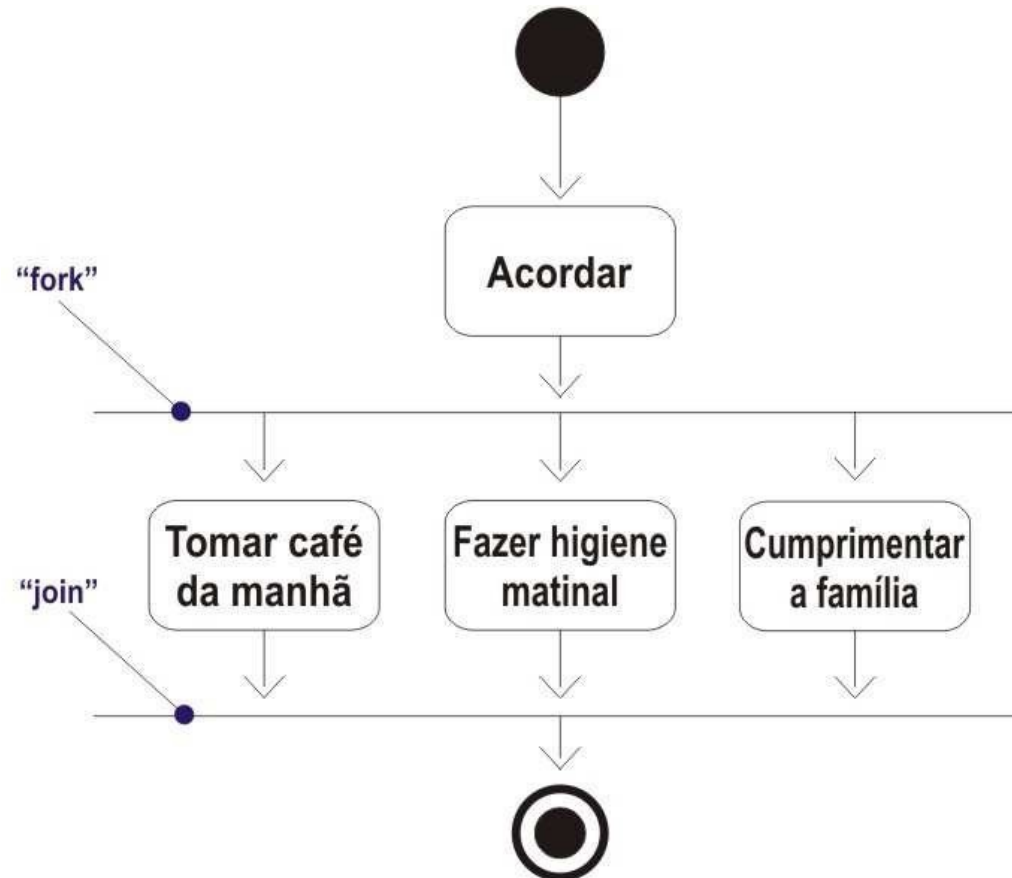 Acordar
“fork”
Tomar café
da manhã
Fazer higiene
matinal
Cumprimentar
a família
“join”